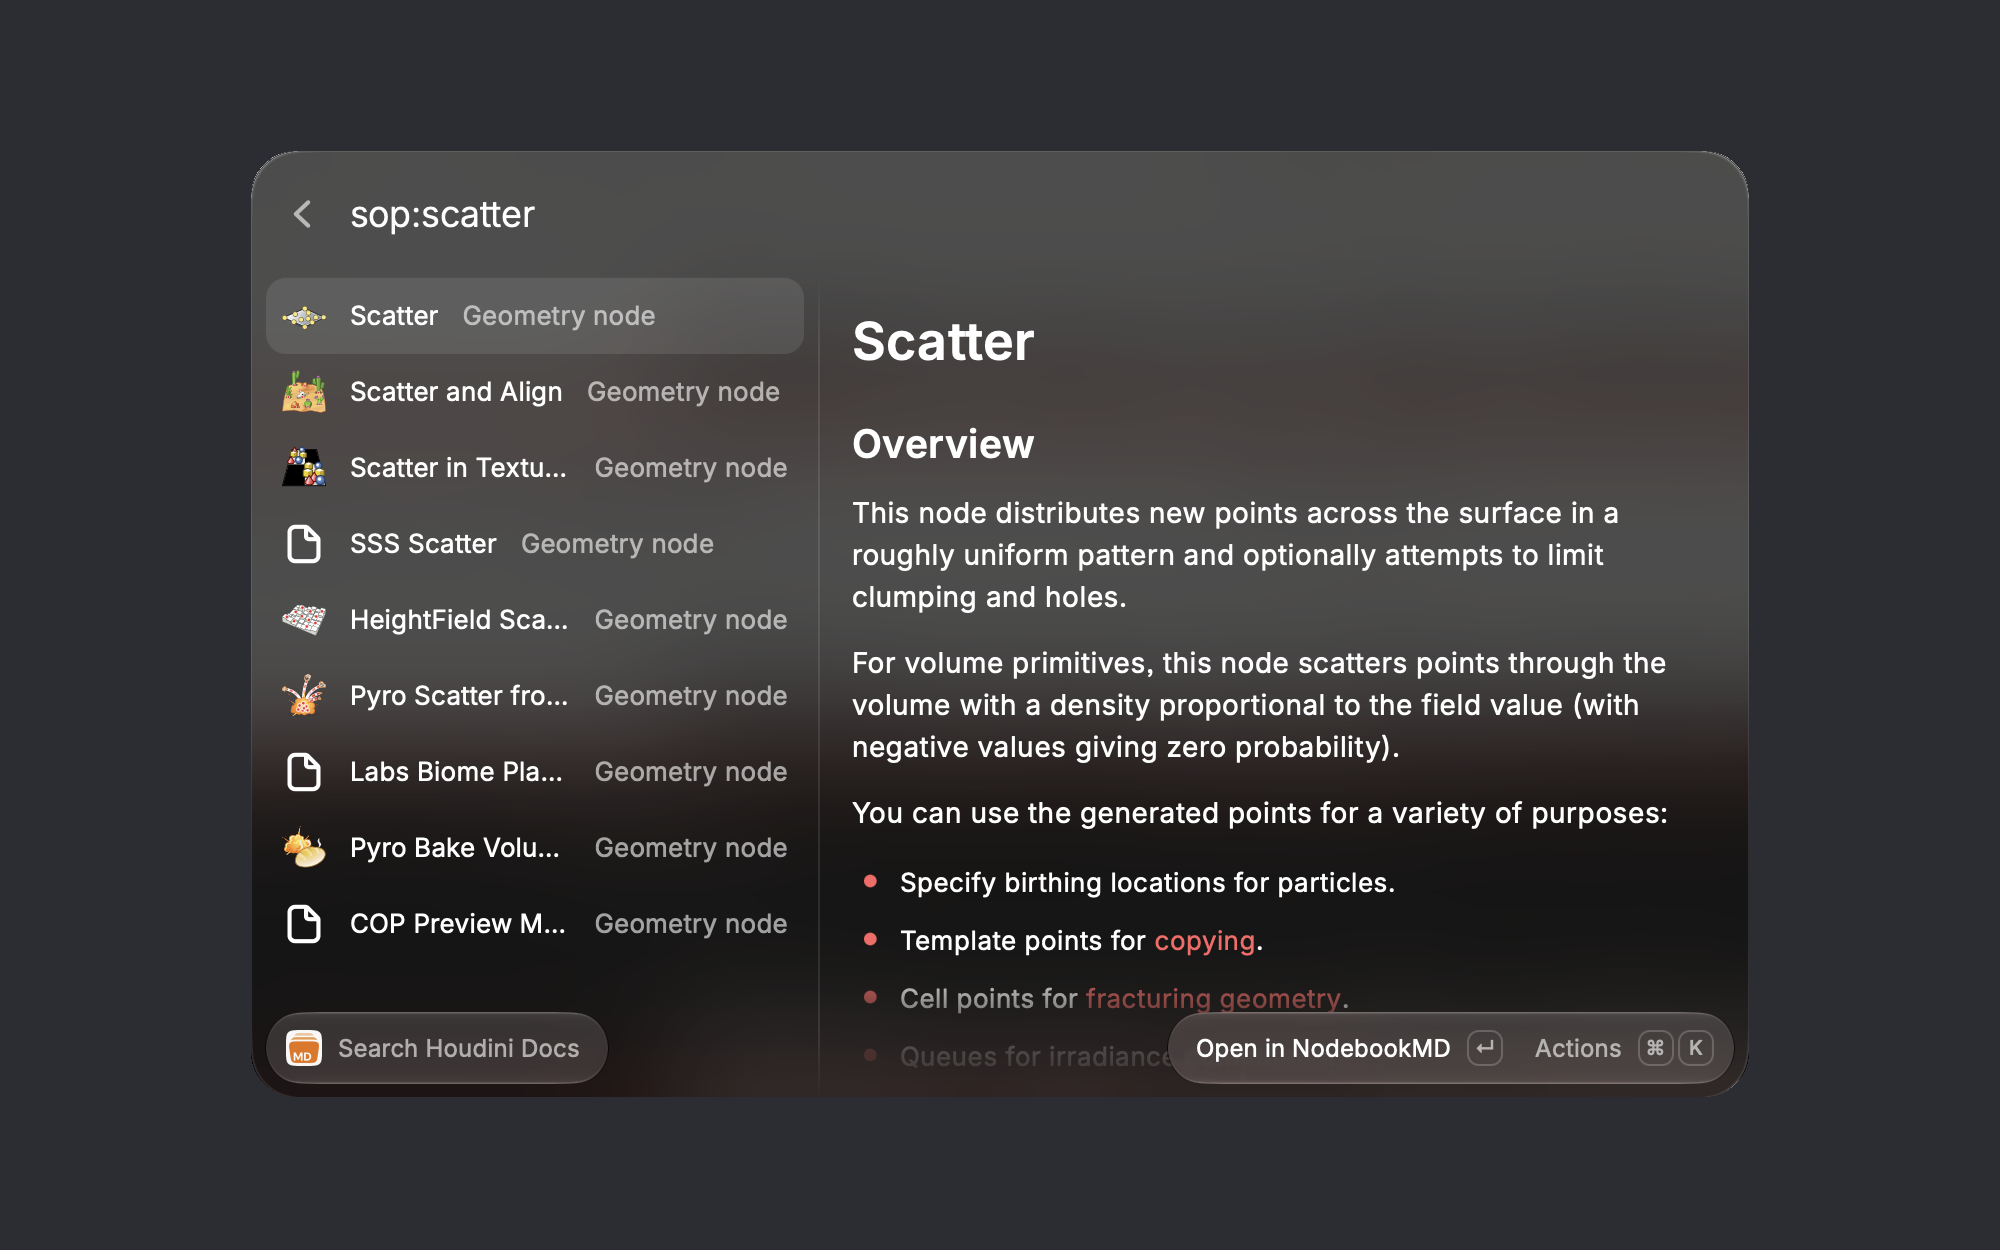 sop:scatter
Scatter Geometry node
Scatter and Align Geometry node
Scatter in Textu... Geometry node
SSS Scatter Geometry node
HeightField Sca... Geometry node
Pyro Scatter fro... Geometry node
Labs Biome Pla... Geometry node
Pyro Bake Volu... Geometry node
COP Preview M... Geometry node
Scatter
Overview
This node distributes new points across the surface in a
roughly uniform pattern and optionally attempts to limit
clumping and holes.
For volume primitives, this node scatters points through the
volume with a density proportional to the field value (with
negative values giving zero probability).
You can use the generated points for a variety of purposes:
• Specify birthing locations for particles.
• Template points for copying.
• Cell points for fracturing geometry.
• Queues for irradiance
MD Search Houdini Docs
Open in NodebookMD ↵ Actions ⌘ K